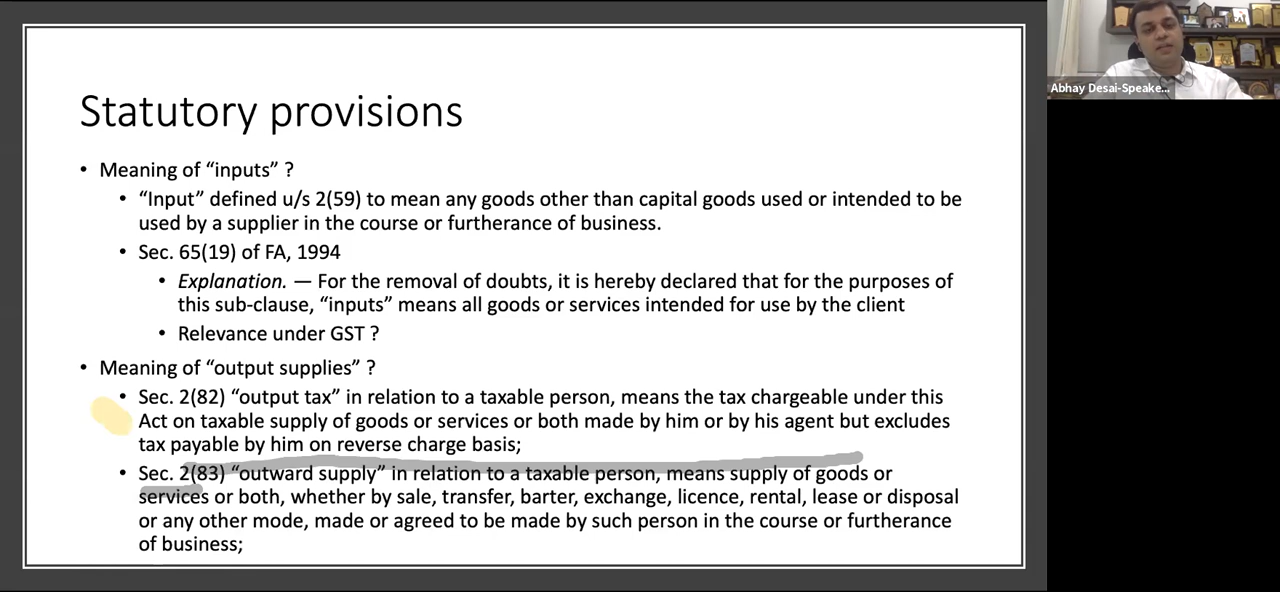 Statutory provisions
• Meaning of “inputs” ?
• “Input” defined u/s 2(59) to mean any goods other than capital goods used or intended to be
used by a supplier in the course or furtherance of business.
• Sec. 65(19) of FA, 1994
• Explanation. — For the removal of doubts, it is hereby declared that for the purposes of
this sub-clause, “inputs” means all goods or services intended for use by the client
• Relevance under GST ?
• Meaning of “output supplies” ?
• Sec. 2(82) “output tax” in relation to a taxable person, means the tax chargeable under this
Act on taxable supply of goods or services or both made by him or by his agent but excludes
tax payable by him on reverse charge basis;
• Sec. 2(83) “outward supply” in relation to a taxable person, means supply of goods or
services or both, whether by sale, transfer, barter, exchange, licence, rental, lease or disposal
or any other mode, made or agreed to be made by such person in the course or furtherance
of business;
Abhay Desai-Speake...